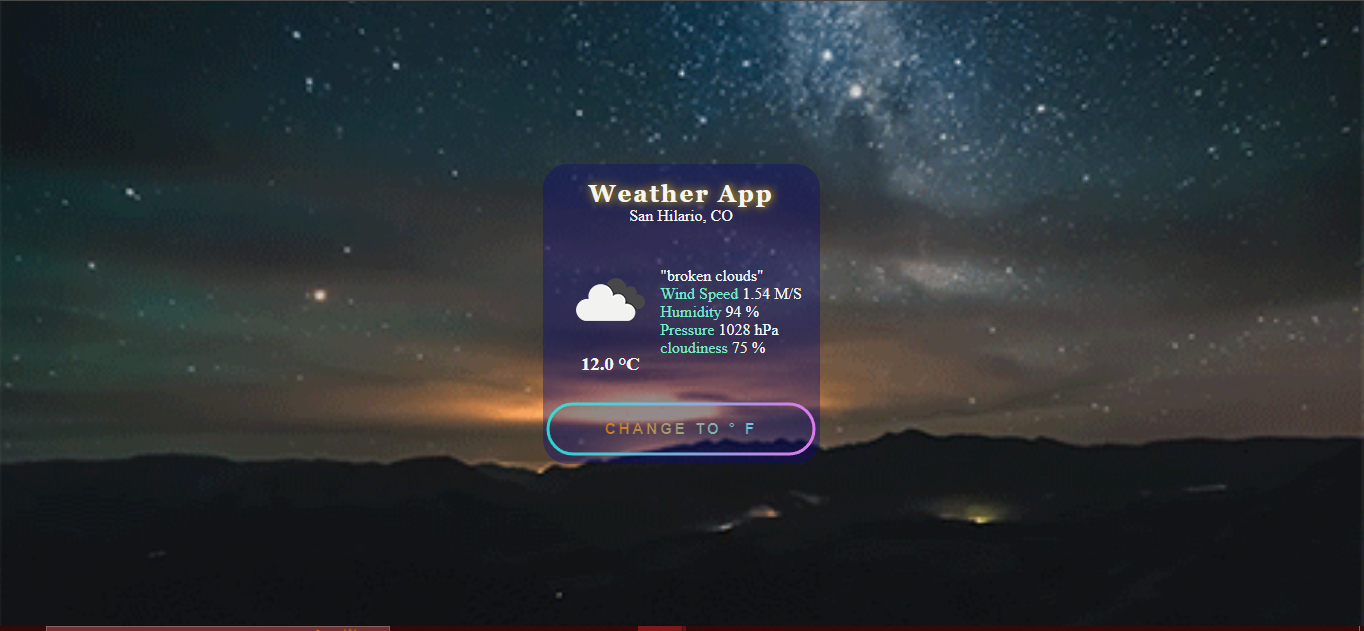 Weather App
San Hilario, CO
"broken clouds"
Wind Speed 1.54 M/S
Humidity 94 %
Pressure 1028 hPa
cloudiness 75 %
12.0 °C
CHANGE TO ° F